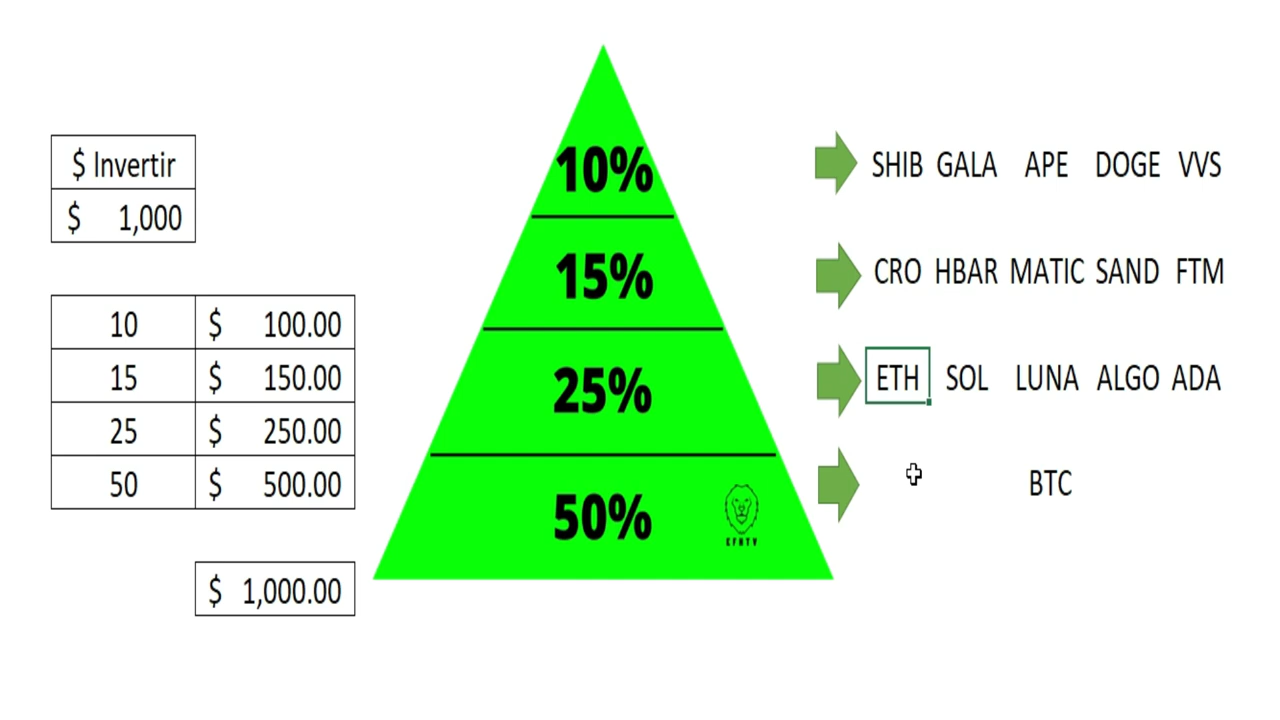 $ Invertir
$ 1,000
10 $ 100.00
15 $ 150.00
25 $ 250.00
50 $ 500.00
$ 1,000.00
10%
15%
25%
50%
EFNTV
SHIB GALA APE DOGE VVS
CRO HBAR MATIC SAND FTM
ETH SOL LUNA ALGO ADA
BTC